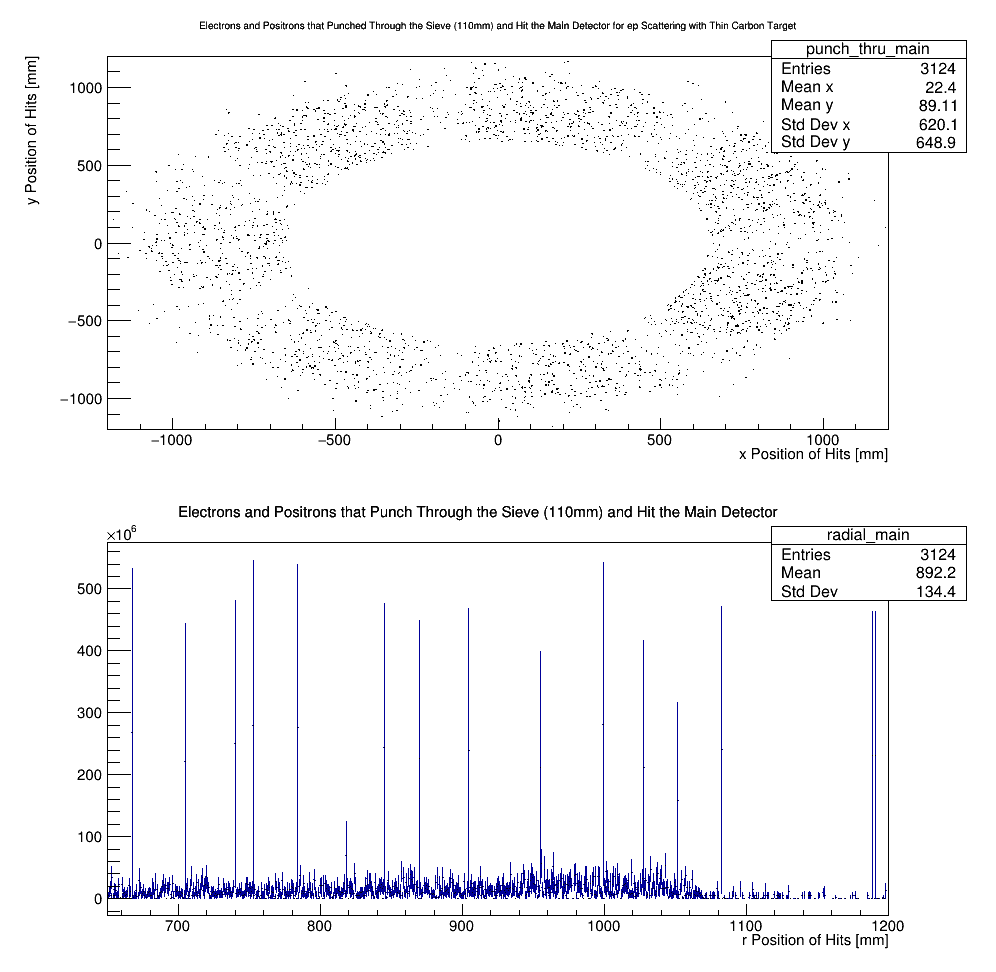 Electrons and Positrons that Punched Through the Sieve (110mm) and Hit the Main Detector for ep Scattering with Thin Carbon Target
punch_thru_main
Entries 3124
Mean x 22.4
Mean y 89.11
Std Dev x 620.1
Std Dev y 648.9
y Position of Hits [mm]
1000
500
0
−500
−1000
−1000 −500 0 500 1000
x Position of Hits [mm]
Electrons and Positrons that Punch Through the Sieve (110mm) and Hit the Main Detector
×10⁶
radial_main
Entries 3124
Mean 892.2
Std Dev 134.4
500
400
300
200
100
0
700 800 900 1000 1100 1200
r Position of Hits [mm]